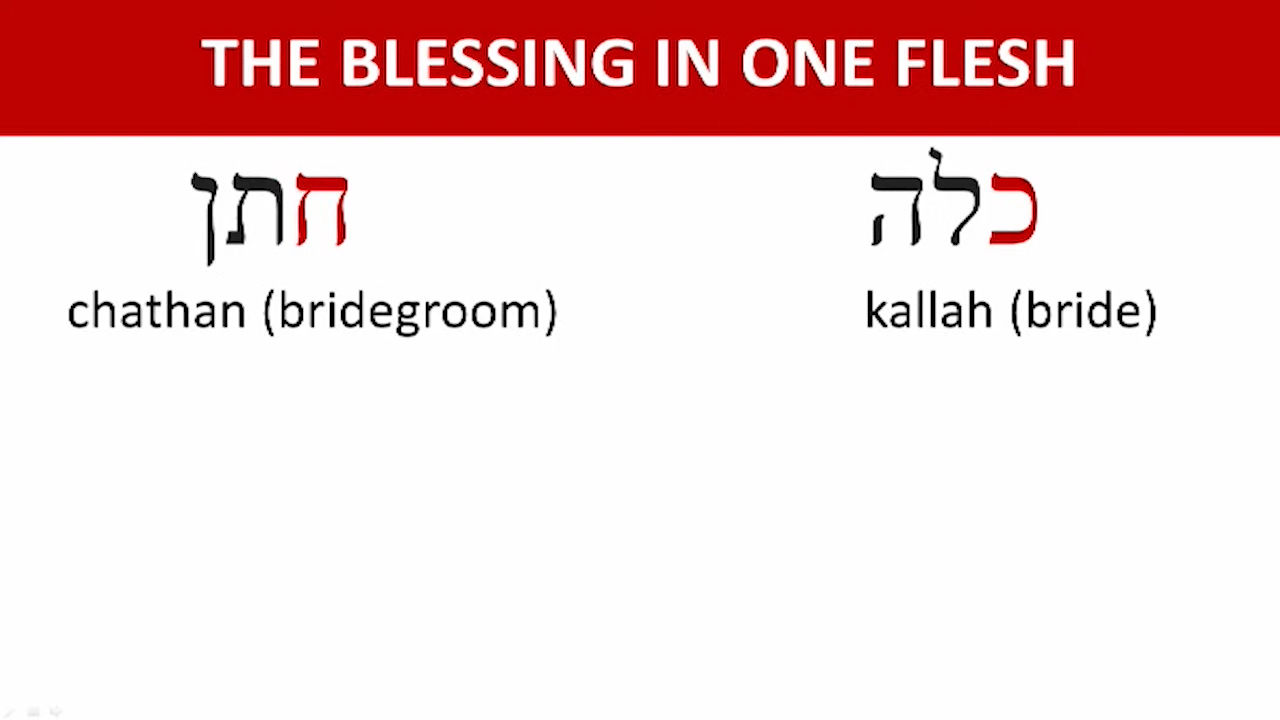 THE BLESSING IN ONE FLESH
חתן
chathan (bridegroom)
כלה
kallah (bride)